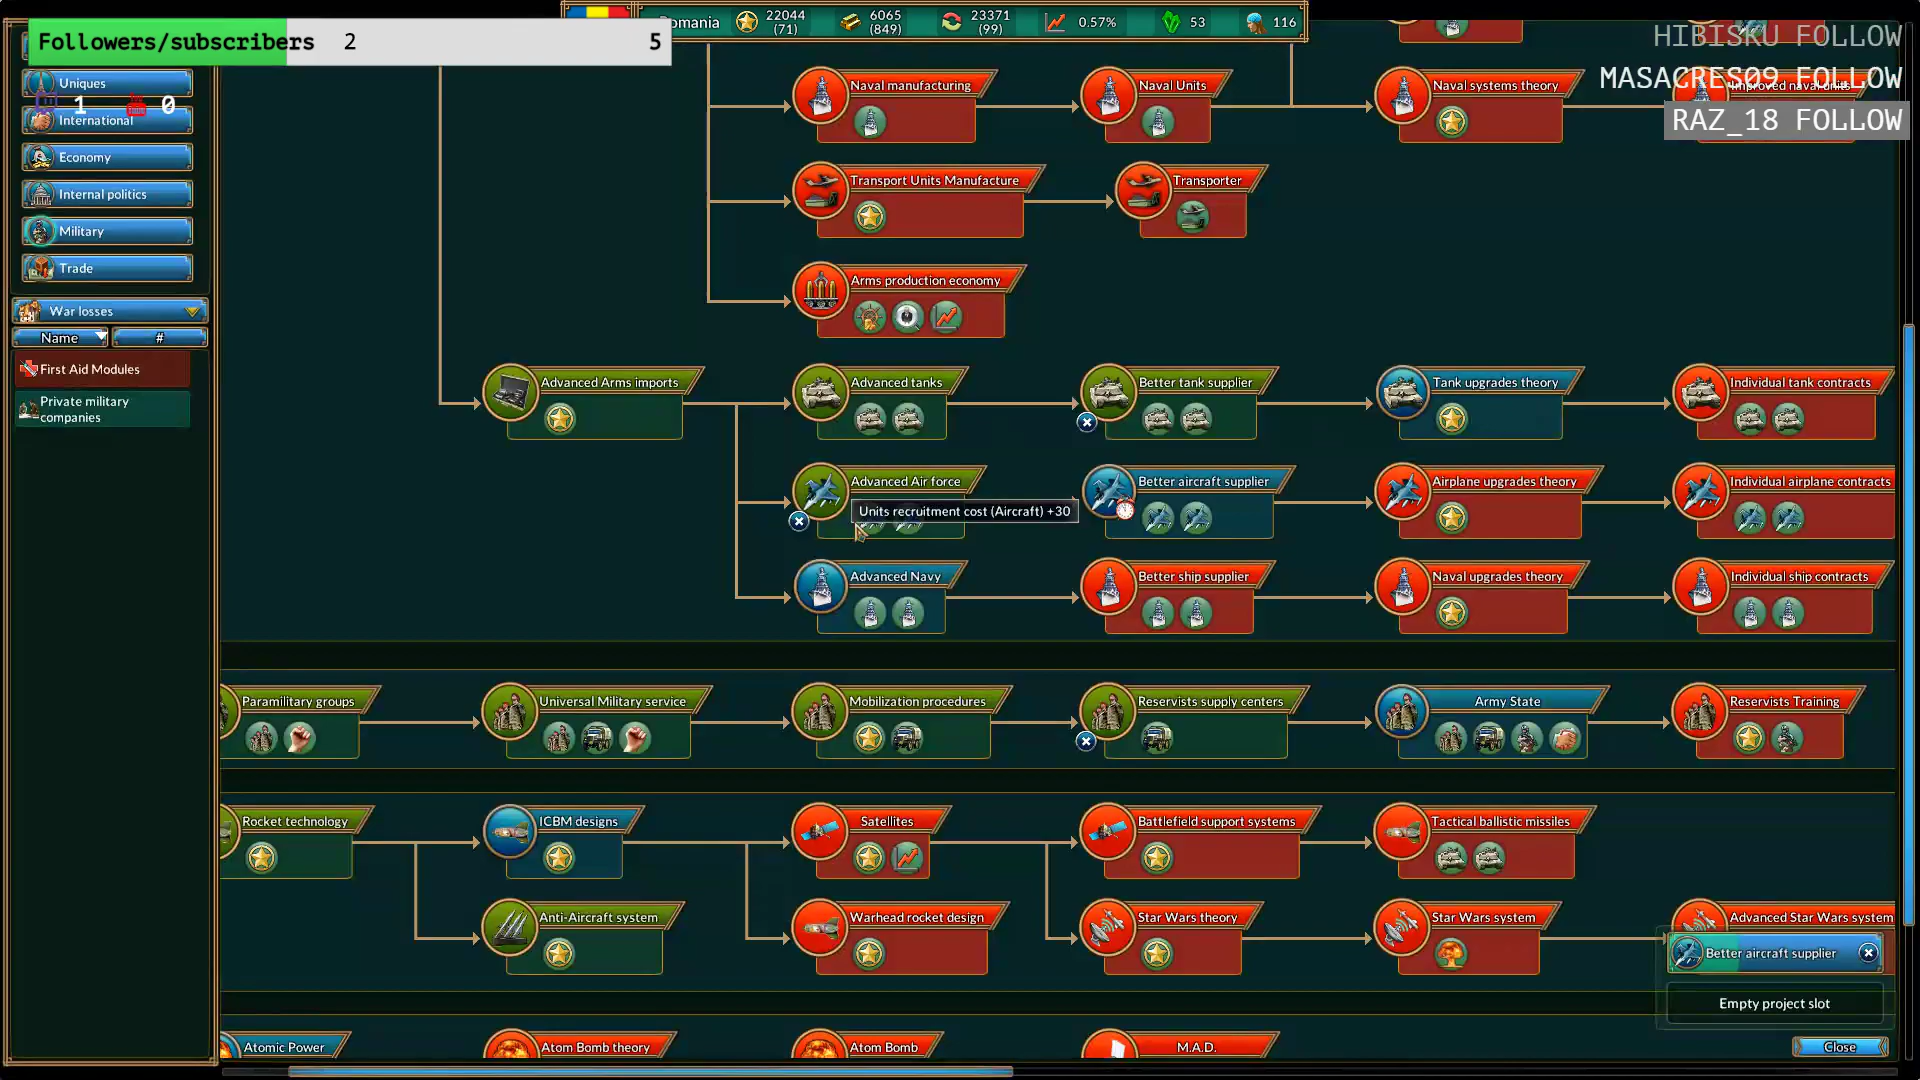 Followers/subscribers 2 5
Romania
22044
(71)
6065
(849)
23371
(99)
0.57%
53
116
HIBISKU FOLLOW
MASACRES09 FOLLOW
RAZ_18 FOLLOW
Uniques
1 0
International
Economy
Internal politics
Military
Trade
War losses
Name #
First Aid Modules
Private military
companies
Naval manufacturing
Naval Units
Naval systems theory
Improved naval units
Transport Units Manufacture
Transporter
Arms production economy
Advanced Arms imports
Advanced tanks
Better tank supplier
Tank upgrades theory
Individual tank contracts
Advanced Air force
Better aircraft supplier
Airplane upgrades theory
Individual airplane contracts
Units recruitment cost (Aircraft) +30
Advanced Navy
Better ship supplier
Naval upgrades theory
Individual ship contracts
Paramilitary groups
Universal Military service
Mobilization procedures
Reservists supply centers
Army State
Reservists Training
Rocket technology
ICBM designs
Satellites
Battlefield support systems
Tactical ballistic missiles
Anti-Aircraft system
Warhead rocket design
Star Wars theory
Star Wars system
Advanced Star Wars system
Better aircraft supplier
Empty project slot
Atomic Power
Atom Bomb theory
Atom Bomb
M.A.D.
Close